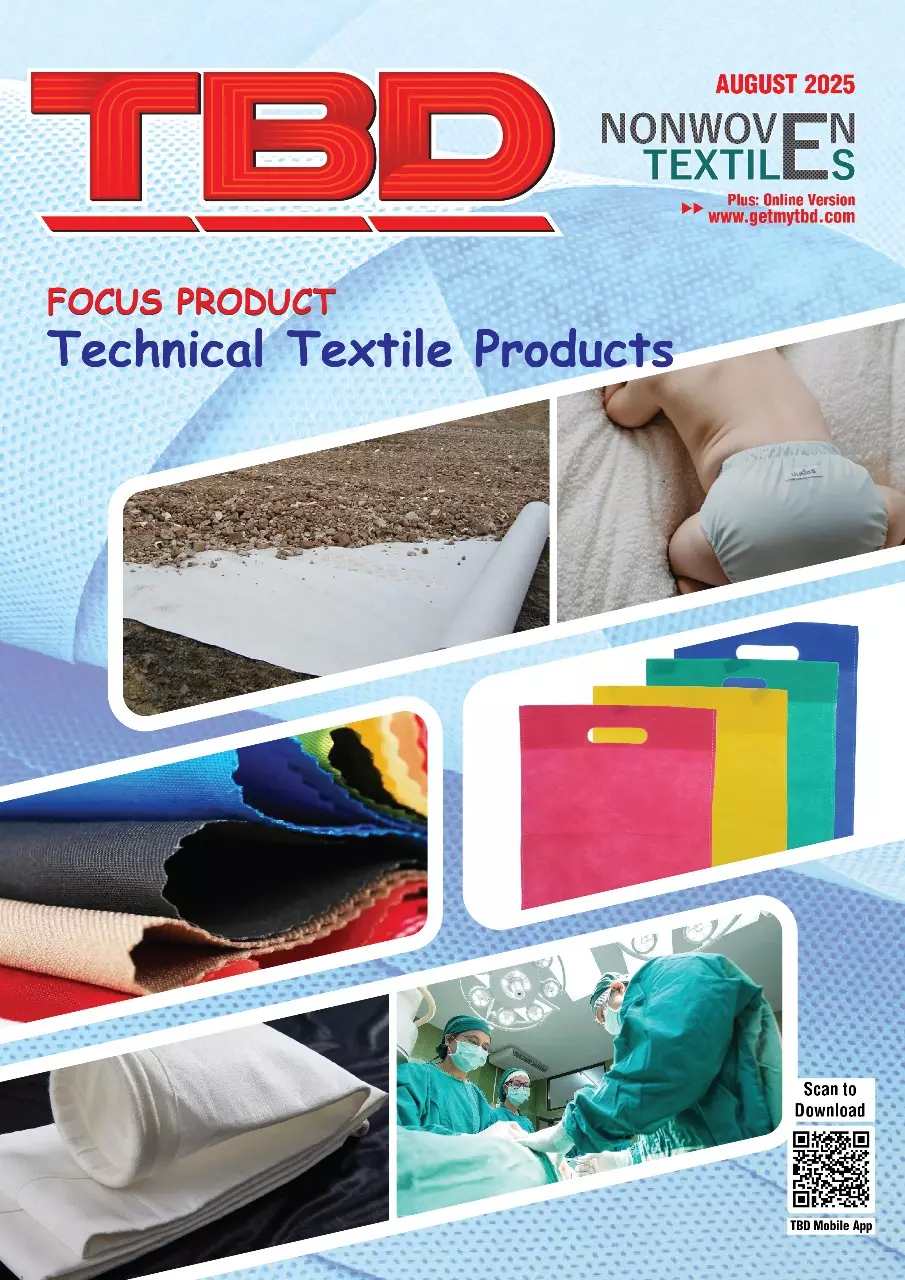 TBD
AUGUST 2025
NONWOVEN
TEXTILES
Plus: Online Version
www.getmytbd.com
FOCUS PRODUCT
Technical Textile Products
Scan to
Download
TBD Mobile App